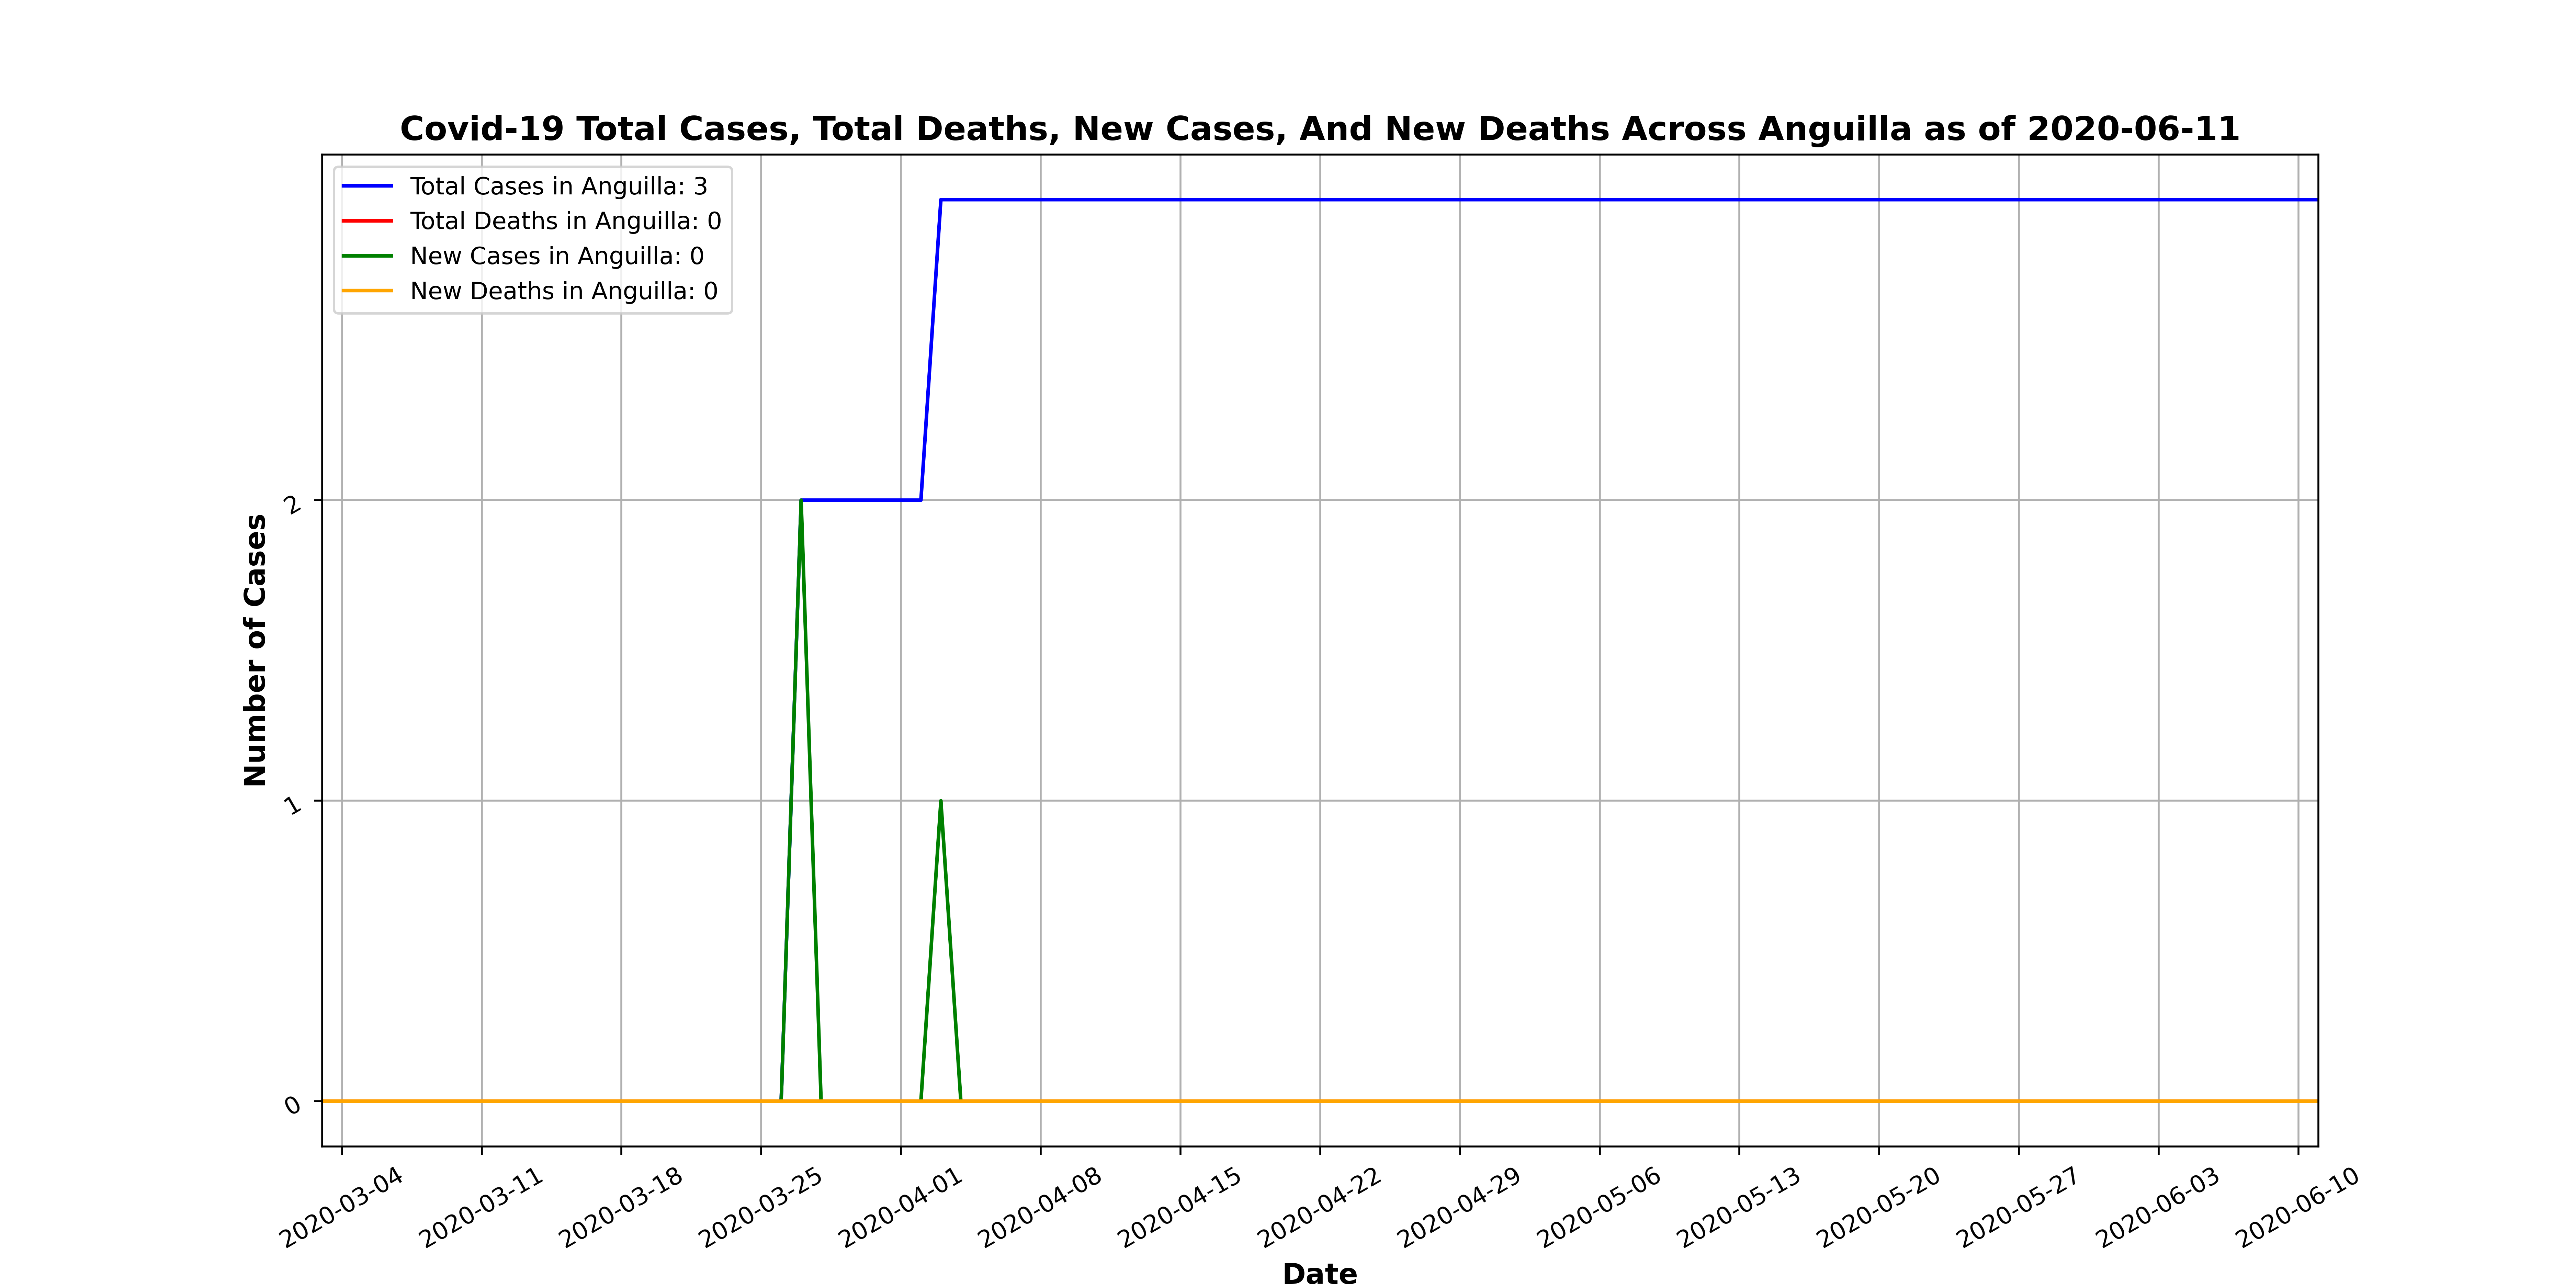 Covid-19 Total Cases, Total Deaths, New Cases, And New Deaths Across Anguilla as of 2020-06-11
Total Cases in Anguilla: 3
Total Deaths in Anguilla: 0
New Cases in Anguilla: 0
New Deaths in Anguilla: 0
Number of Cases
2
1
0
2020-03-04
2020-03-11
2020-03-18
2020-03-25
2020-04-01
2020-04-08
2020-04-15
2020-04-22
2020-04-29
2020-05-06
2020-05-13
2020-05-20
2020-05-27
2020-06-03
2020-06-10
Date